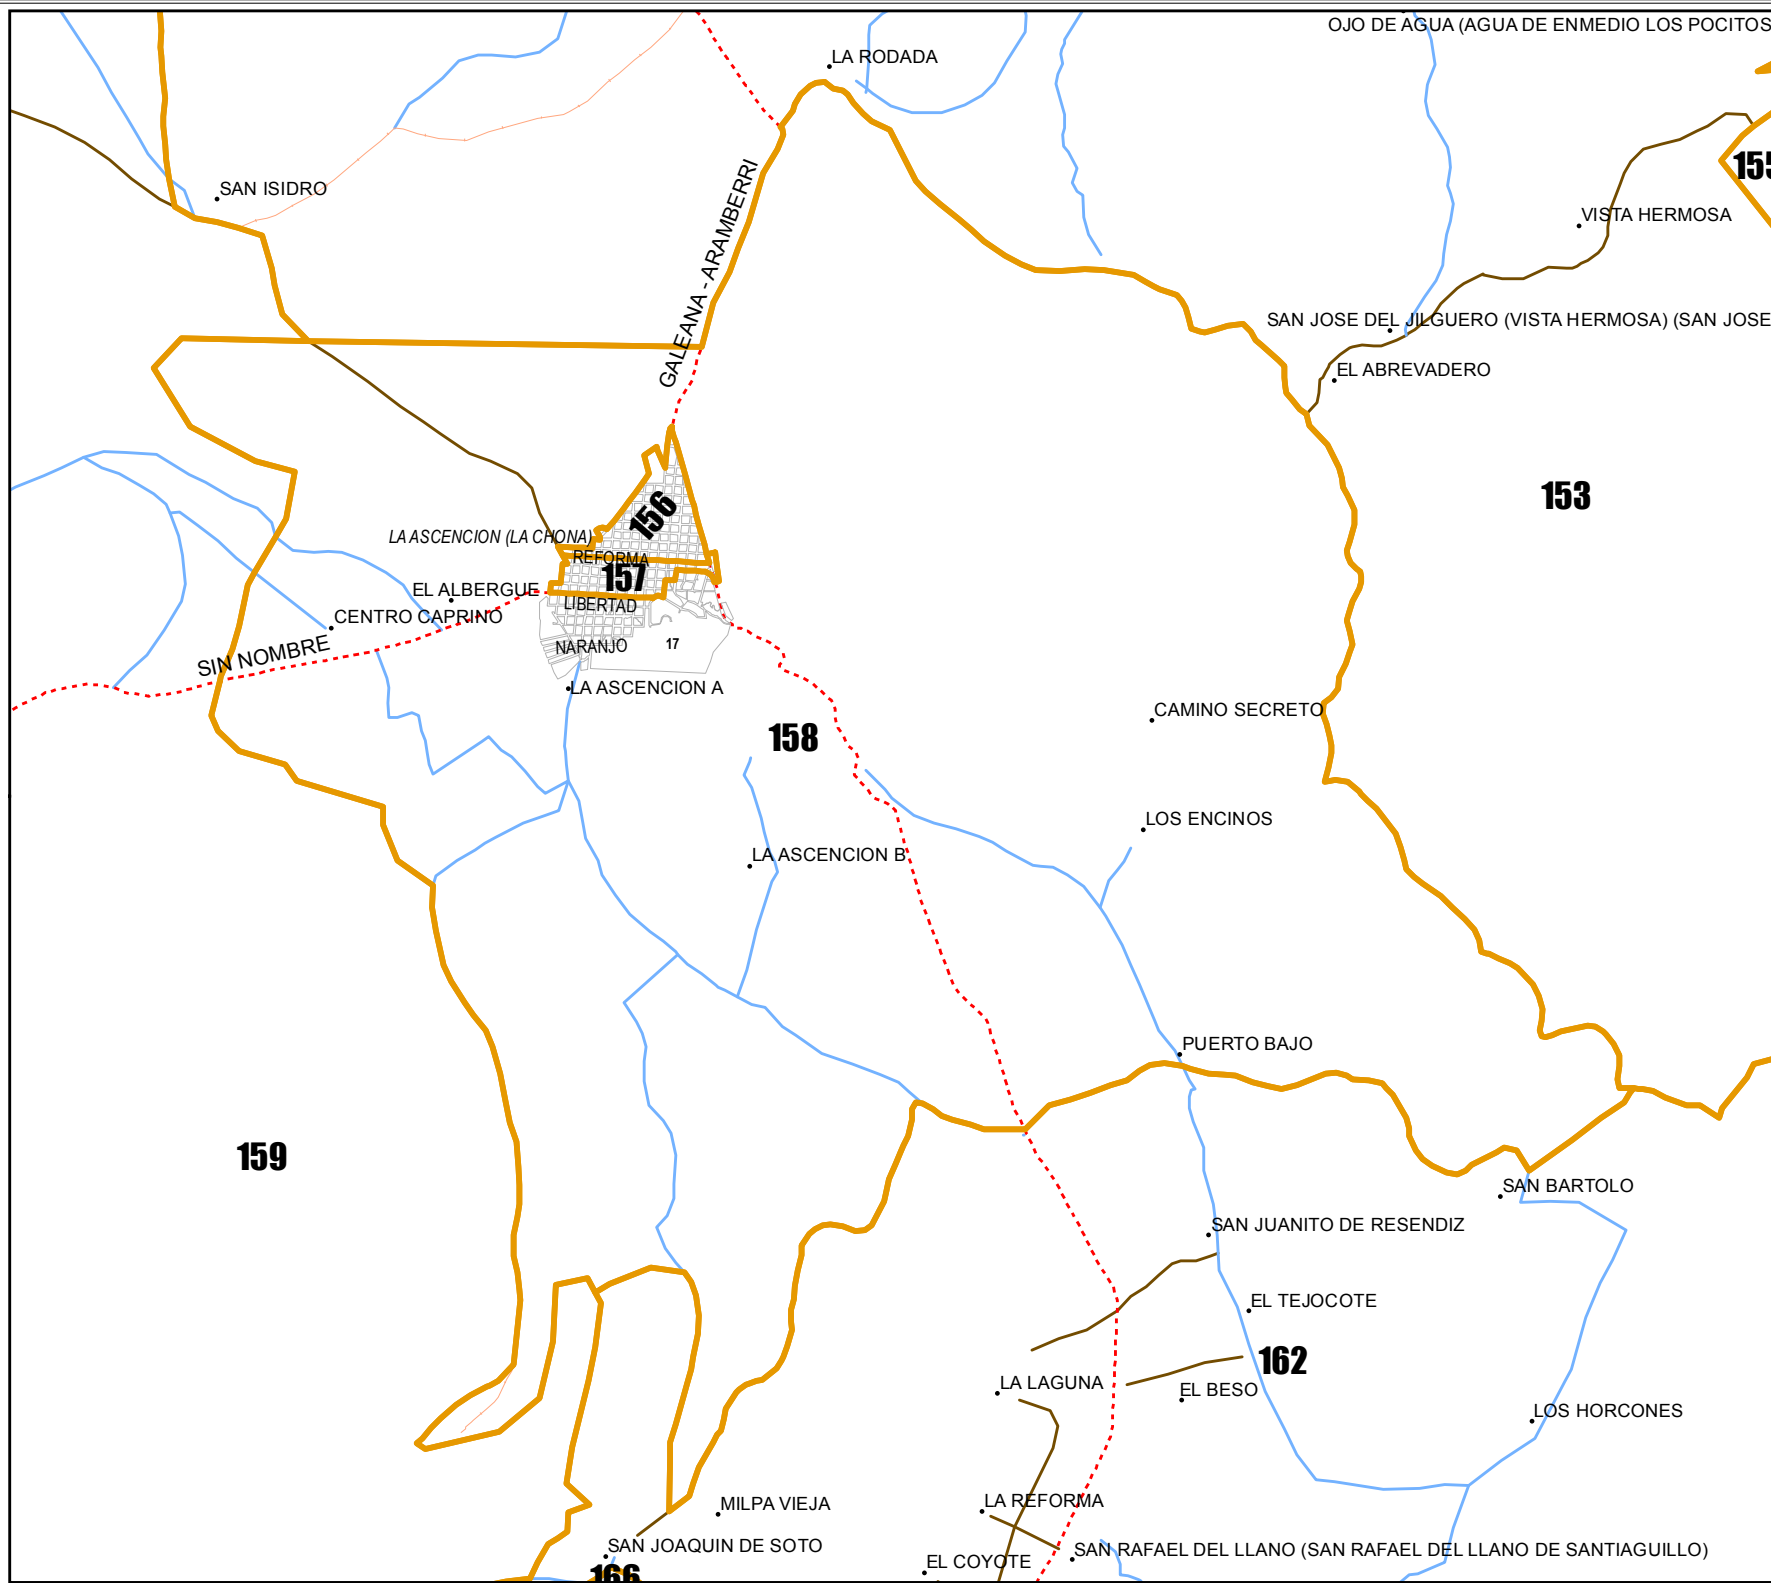 OJO DE AGUA (AGUA DE ENMEDIO LOS POCITOS
LA RODADA
155
SAN ISIDRO
VISTA HERMOSA
GALEANA - ARAMBERRI
SAN JOSE DEL JILGUERO (VISTA HERMOSA) (SAN JOSE
EL ABREVADERO
153
156
LA ASCENCION (LA CHONA)
REFORMA
157
EL ALBERGUE
LIBERTAD
CENTRO CAPRINO
SIN NOMBRE
NARANJO
17
LA ASCENCION A
CAMINO SECRETO
158
LOS ENCINOS
LA ASCENCION B
PUERTO BAJO
159
SAN BARTOLO
SAN JUANITO DE RESENDIZ
EL TEJOCOTE
162
LA LAGUNA
EL BESO
LOS HORCONES
LA REFORMA
MILPA VIEJA
SAN JOAQUIN DE SOTO
SAN RAFAEL DEL LLANO (SAN RAFAEL DEL LLANO DE SANTIAGUILLO)
EL COYOTE
166